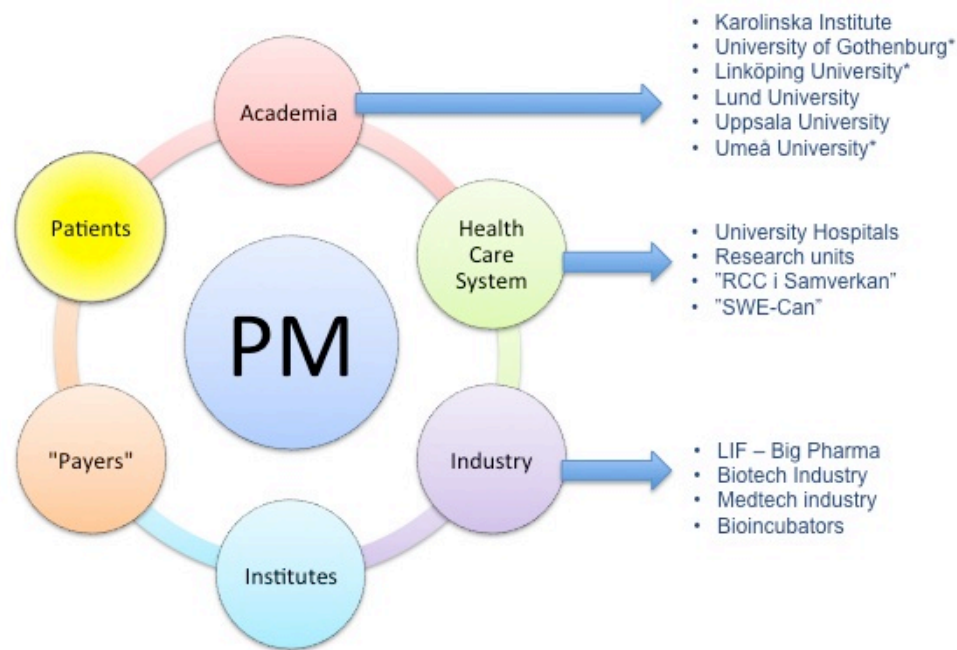 Academia
• Karolinska Institute
• University of Gothenburg*
• Linköping University*
• Lund University
• Uppsala University
• Umeå University*
Patients
Health
Care
System
• University Hospitals
• Research units
• ”RCC i Samverkan”
• ”SWE-Can”
PM
"Payers"
Industry
• LIF – Big Pharma
• Biotech Industry
• Medtech industry
• Bioincubators
Institutes